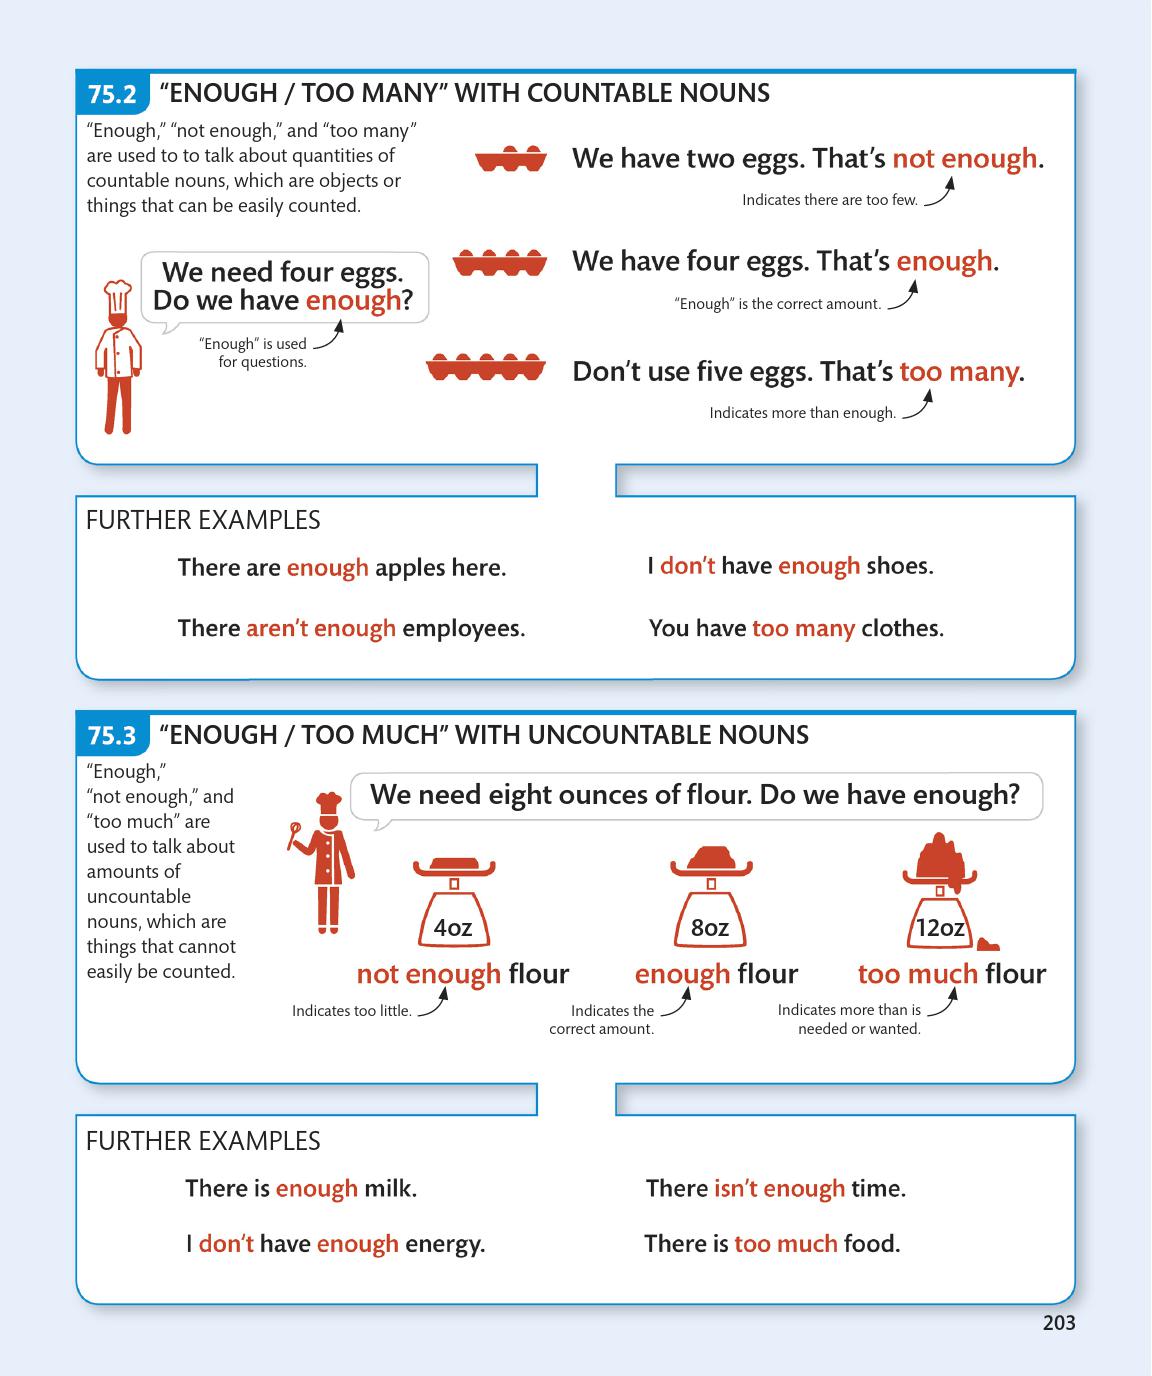 75.2 “ENOUGH / TOO MANY” WITH COUNTABLE NOUNS
“Enough,” “not enough,” and “too many”
are used to to talk about quantities of
countable nouns, which are objects or
things that can be easily counted.
We need four eggs.
Do we have enough?
“Enough” is used
for questions.
We have two eggs. That’s not enough.
Indicates there are too few.
We have four eggs. That’s enough.
“Enough” is the correct amount.
Don’t use five eggs. That’s too many.
Indicates more than enough.
FURTHER EXAMPLES
There are enough apples here.
I don’t have enough shoes.
There aren’t enough employees.
You have too many clothes.
75.3 “ENOUGH / TOO MUCH” WITH UNCOUNTABLE NOUNS
“Enough,”
“not enough,” and
“too much” are
used to talk about
amounts of
uncountable
nouns, which are
things that cannot
easily be counted.
We need eight ounces of flour. Do we have enough?
4oz
8oz
12oz
not enough flour
enough flour
too much flour
Indicates too little.
Indicates the
correct amount.
Indicates more than is
needed or wanted.
FURTHER EXAMPLES
There is enough milk.
There isn’t enough time.
I don’t have enough energy.
There is too much food.
203